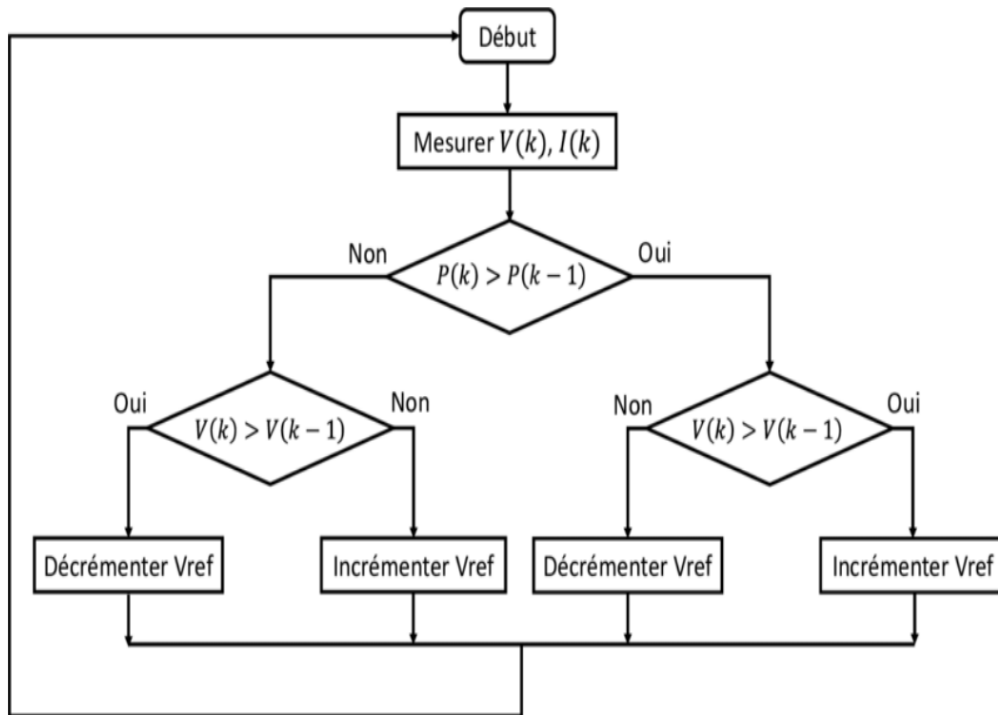 Début
Mesurer V(k), I(k)
Non
Oui
P(k) > P(k − 1)
Oui
Non
V(k) > V(k − 1)
Non
Oui
V(k) > V(k − 1)
Décrémenter Vref
Incrémenter Vref
Décrémenter Vref
Incrémenter Vref